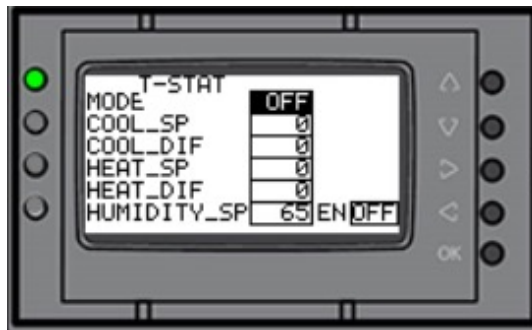 T-STAT
MODE OFF
COOL_SP 0
COOL_DIF 0
HEAT_SP 0
HEAT_DIF 0
HUMIDITY_SP 65 EN OFF
OK